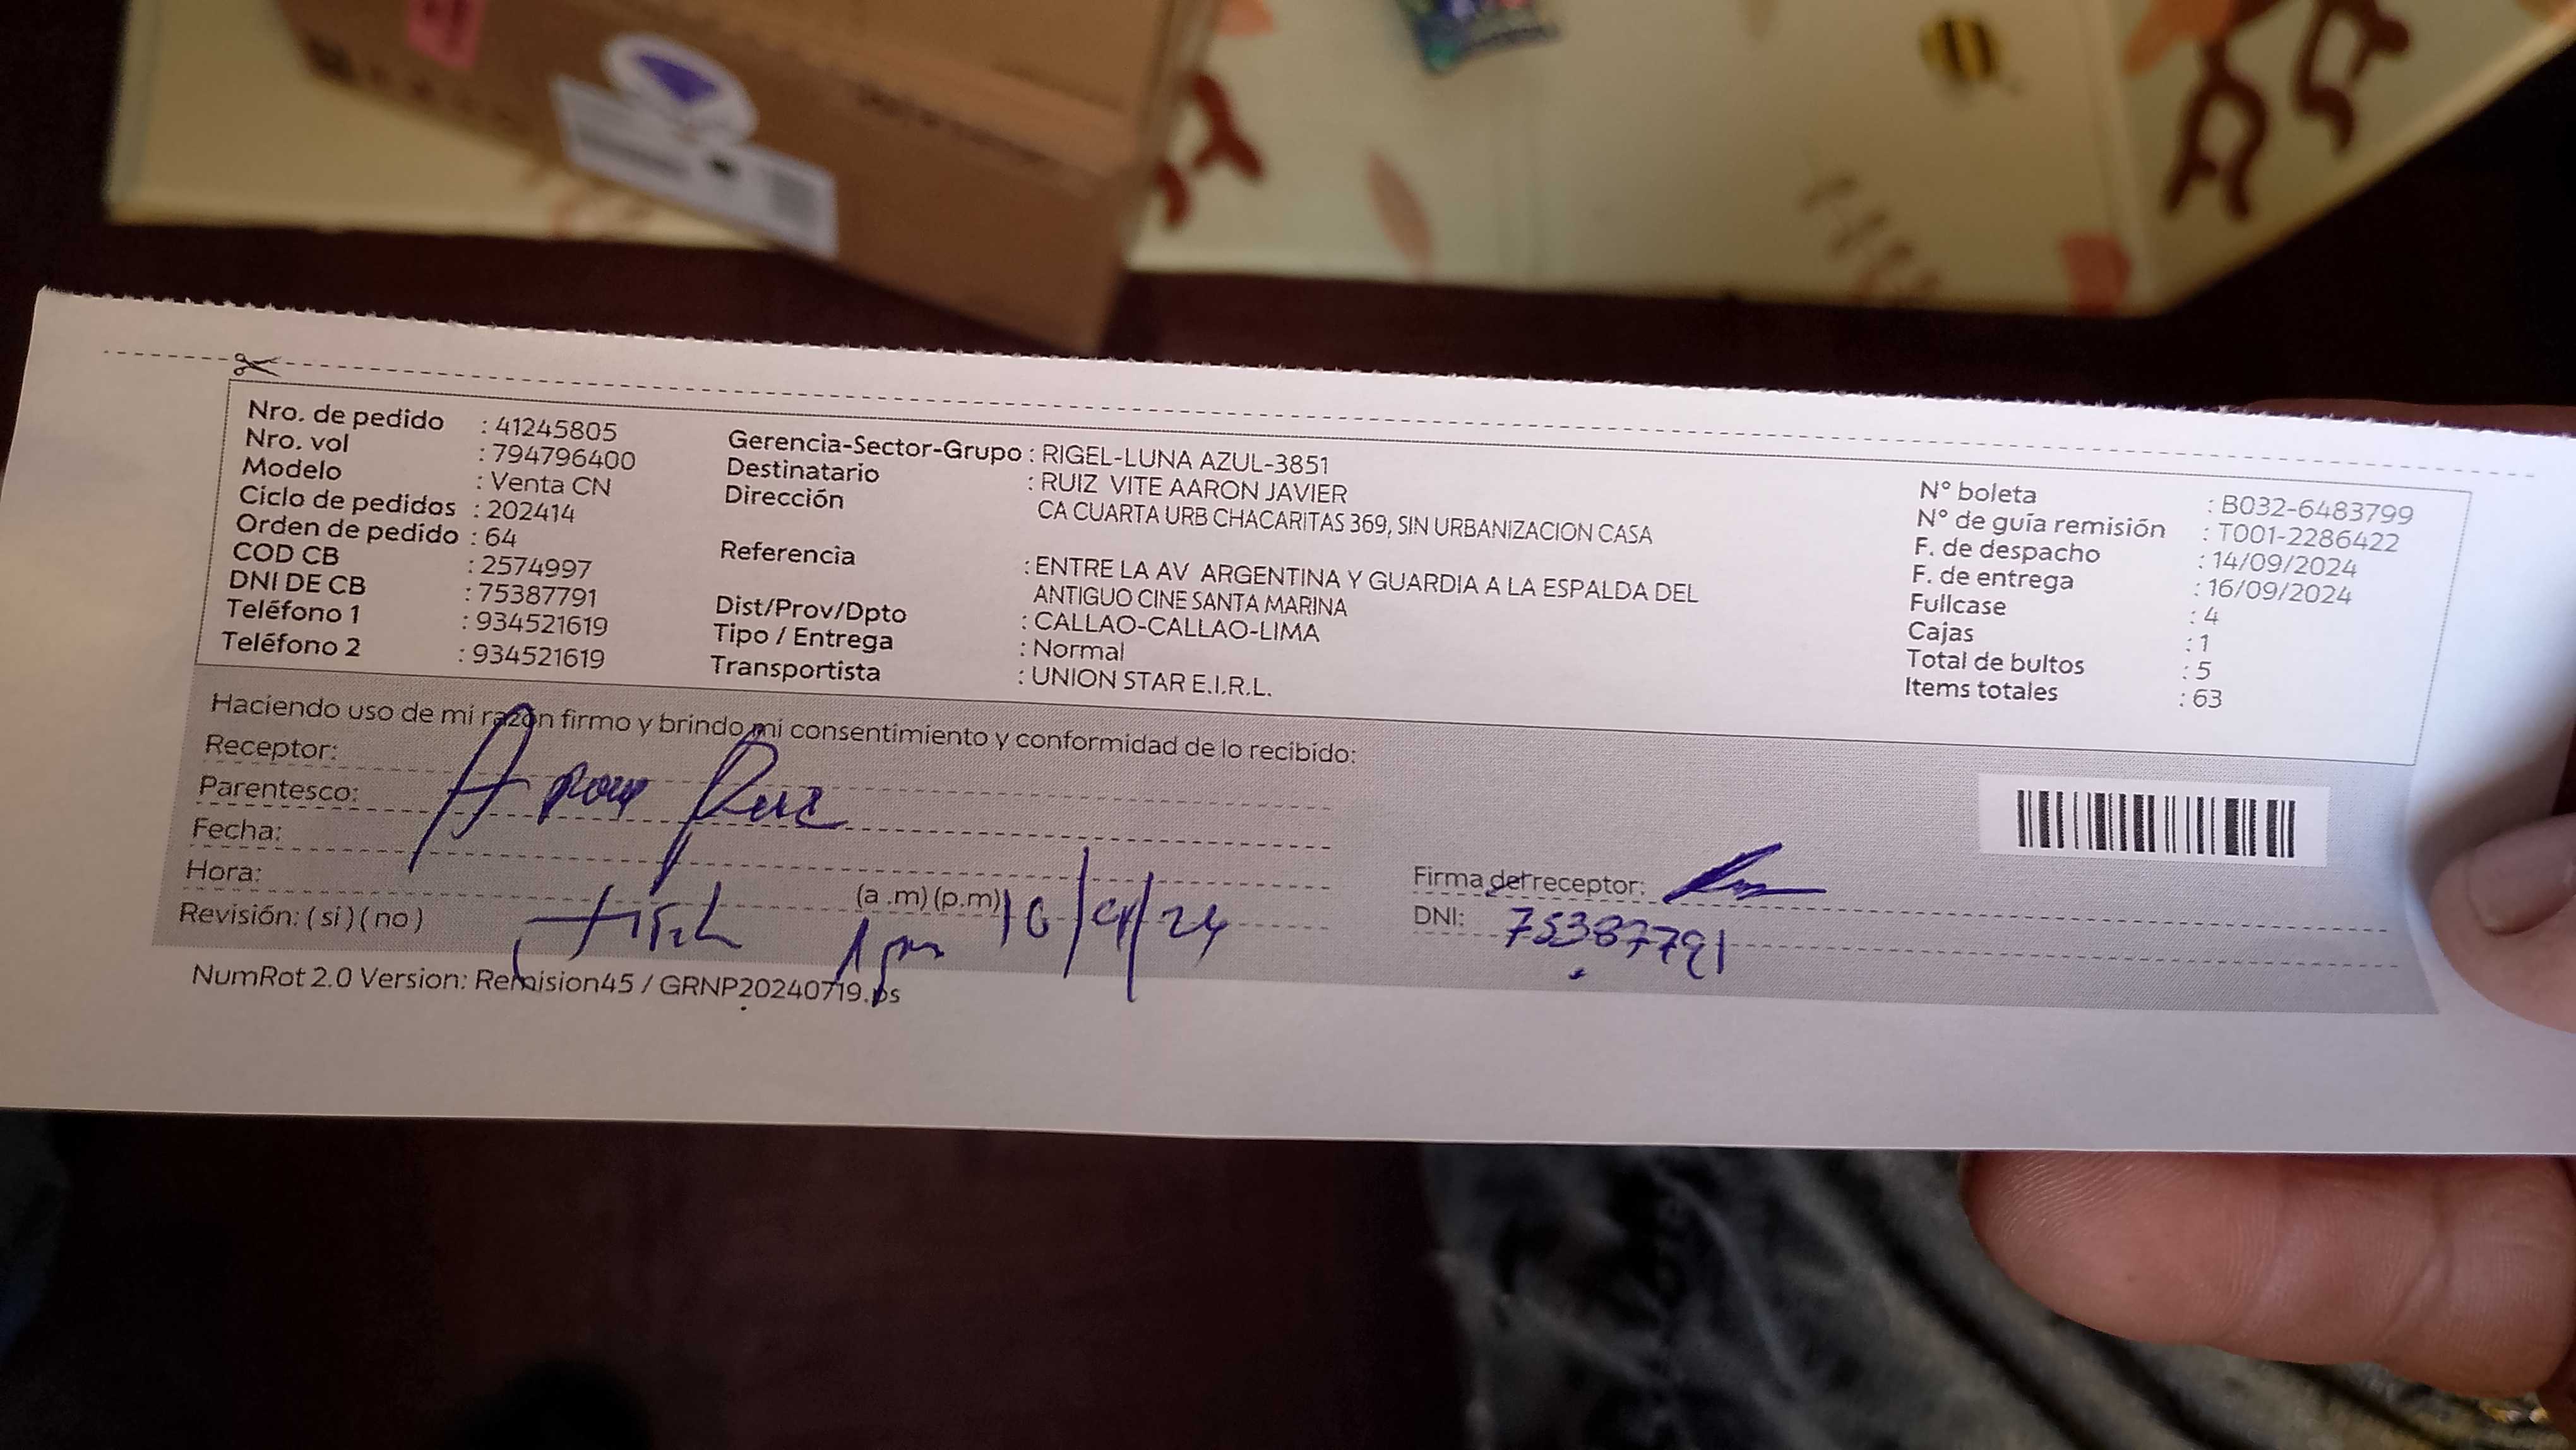 Nro. de pedido : 41245805
Nro. vol : 794796400
Modelo : Venta CN
Ciclo de pedidos : 202414
Orden de pedido : 64
COD CB : 2574997
DNI DE CB : 75387791
Teléfono 1 : 934521619
Teléfono 2 : 934521619
Gerencia-Sector-Grupo : RIGEL-LUNA AZUL-3851
Destinatario : RUIZ VITE AARON JAVIER
Dirección CA CUARTA URB CHACARITAS 369, SIN URBANIZACION CASA
Referencia : ENTRE LA AV ARGENTINA Y GUARDIA A LA ESPALDA DEL
ANTIGUO CINE SANTA MARINA
Dist/Prov/Dpto : CALLAO-CALLAO-LIMA
Tipo / Entrega : Normal
Transportista : UNION STAR E.I.R.L.
N° boleta : B032-6483799
N° de guía remisión : T001-2286422
F. de despacho : 14/09/2024
F. de entrega : 16/09/2024
Fullcase : 4
Cajas : 1
Total de bultos : 5
Items totales : 63
Haciendo uso de mi razón firmo y brindo mi consentimiento y conformidad de lo recibido:
Receptor:
Parentesco:
Fecha:
Hora: (a .m) (p.m)
Revisión: ( si ) ( no )
Firma del receptor:
DNI: 75387791
NumRot 2.0 Version: Remision45 / GRNP20240719.ps